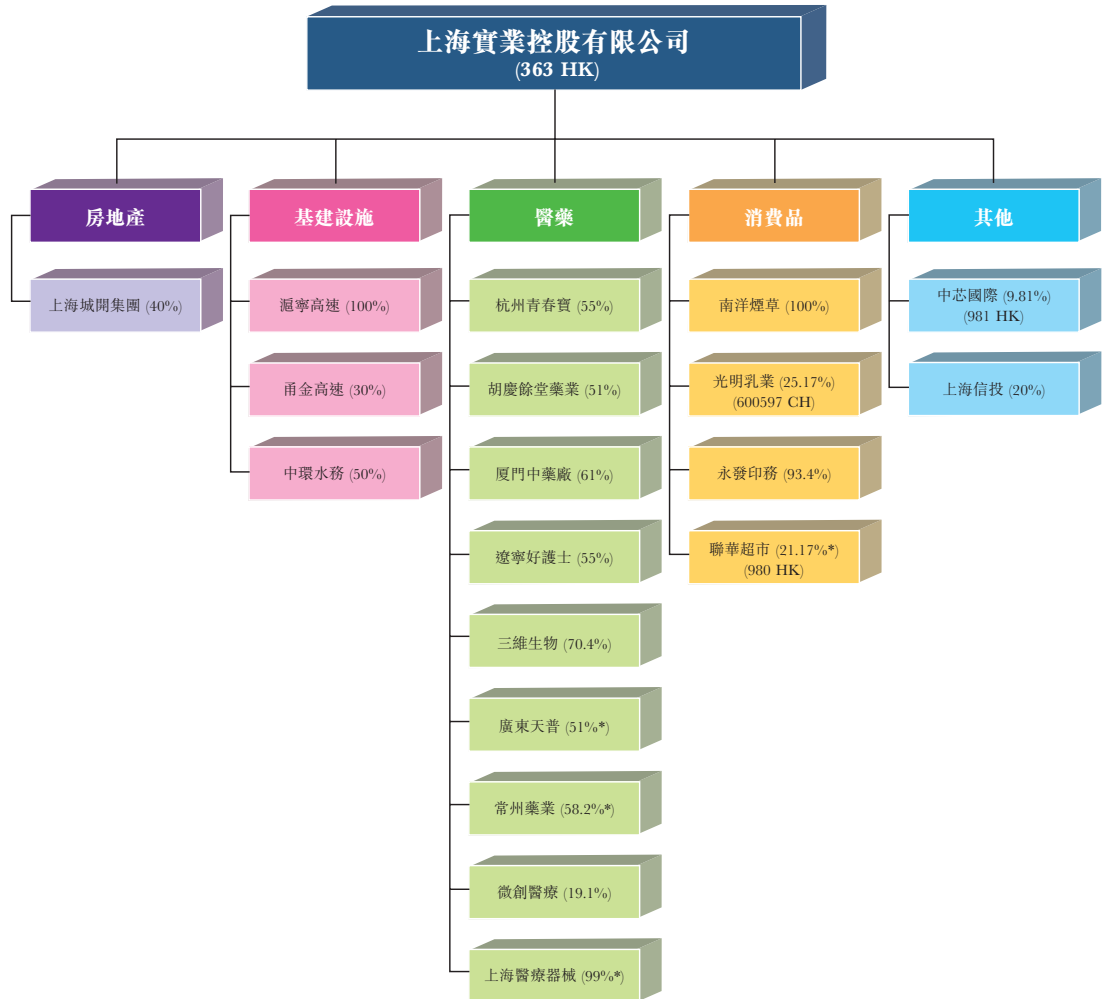 上海實業控股有限公司
(363 HK)
房地產
上海城開集團 (40%)
基建設施
滬寧高速 (100%)
甬金高速 (30%)
中環水務 (50%)
醫藥
杭州青春寶 (55%)
胡慶餘堂藥業 (51%)
厦門中藥廠 (61%)
遼寧好護士 (55%)
三維生物 (70.4%)
廣東天普 (51%*)
常州藥業 (58.2%*)
微創醫療 (19.1%)
上海醫療器械 (99%*)
消費品
南洋煙草 (100%)
光明乳業 (25.17%)
(600597 CH)
永發印務 (93.4%)
聯華超市 (21.17%*)
(980 HK)
其他
中芯國際 (9.81%)
(981 HK)
上海信投 (20%)